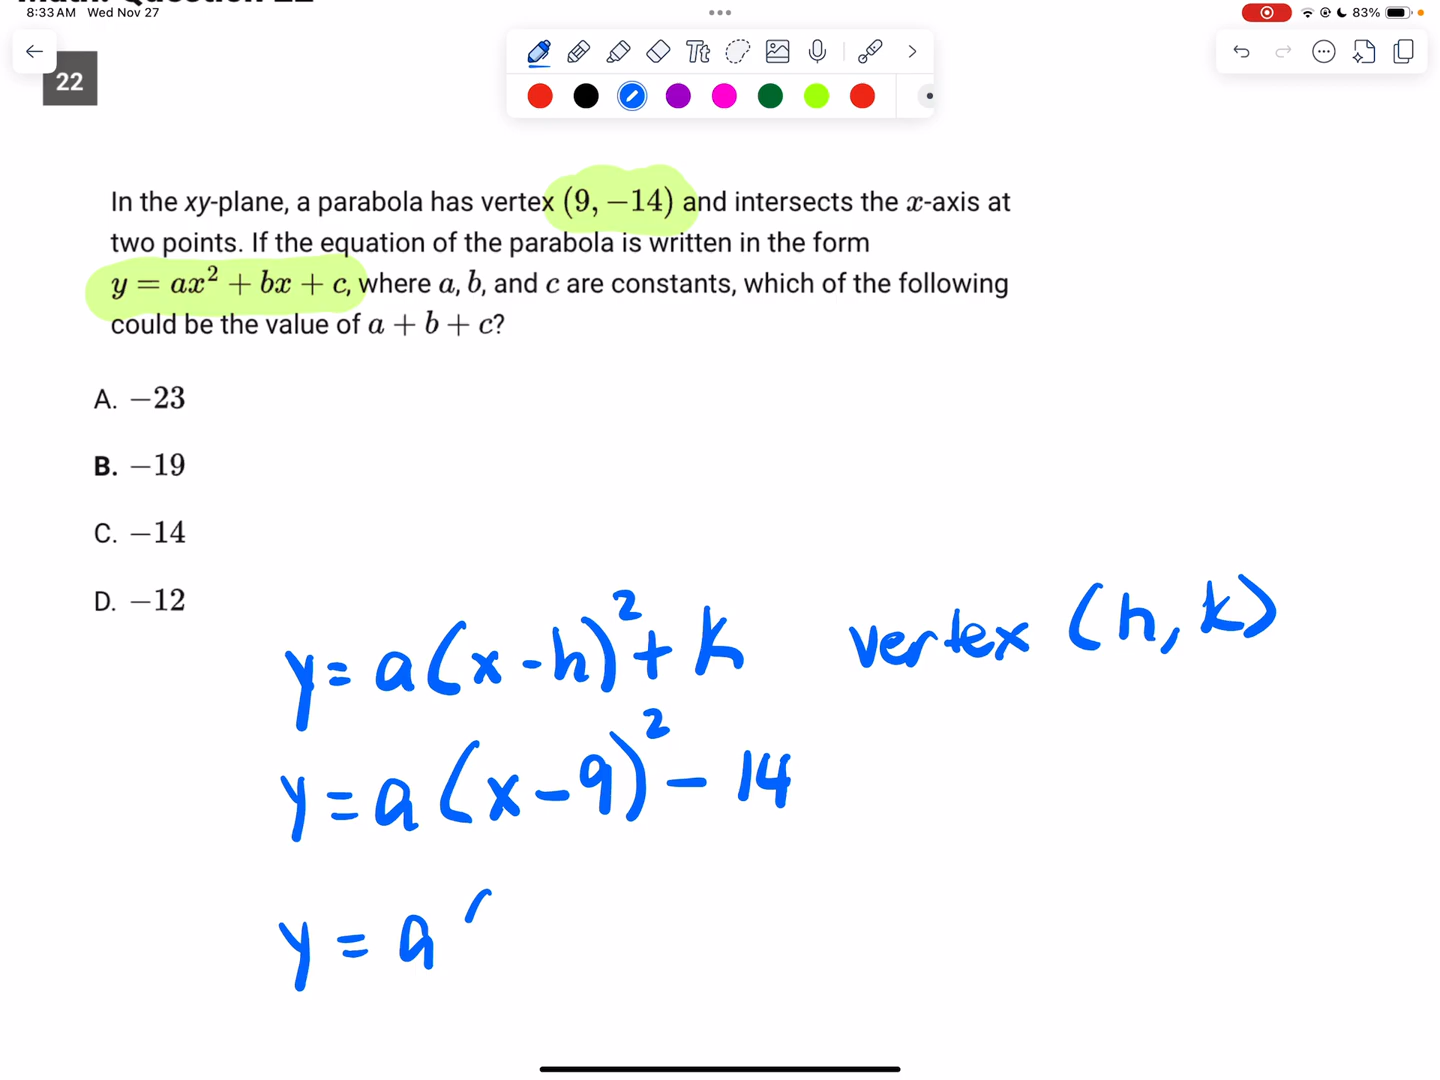 8:33 AM Wed Nov 27
83%
Tt
22
In the xy-plane, a parabola has vertex (9, −14) and intersects the x-axis at
two points. If the equation of the parabola is written in the form
y = ax² + bx + c, where a, b, and c are constants, which of the following
could be the value of a + b + c?
A. −23
B. −19
C. −14
D. −12
y = a(x-h)² + k vertex (h, k)
y = a(x-9)² - 14
y = a (